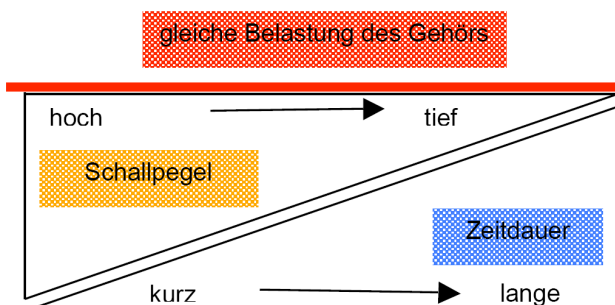 gleiche Belastung des Gehörs
hoch tief
Schallpegel
Zeitdauer
kurz lange